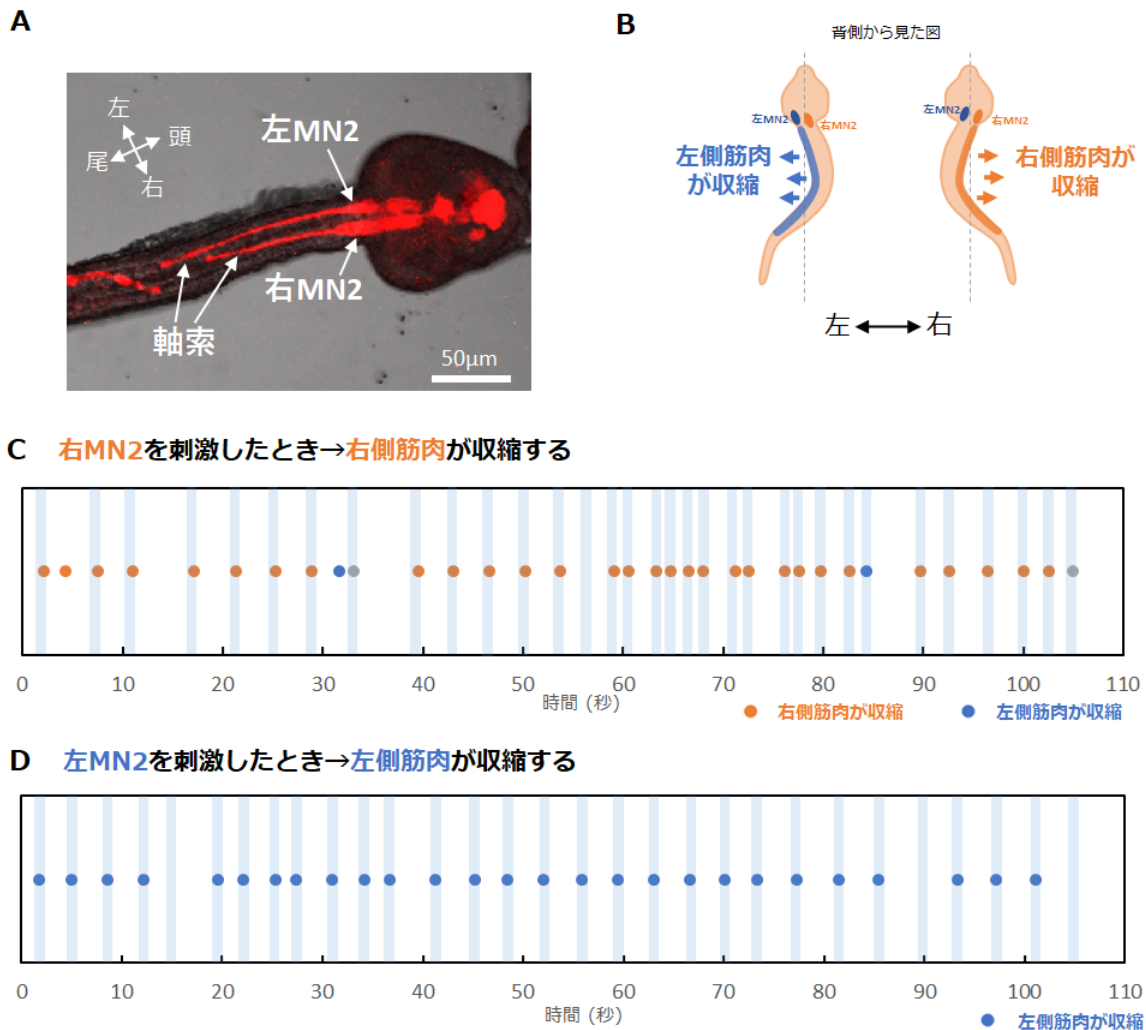 A
左
頭
尾
右
左MN2
右MN2
軸索
50μm
B
背側から見た図
左MN2
右MN2
左MN2
右MN2
左側筋肉
が収縮
右側筋肉が
収縮
左
右
C 右MN2を刺激したとき→右側筋肉が収縮する
0 10 20 30 40 50 60 70 80 90 100 110
時間 (秒)
右側筋肉が収縮 左側筋肉が収縮
D 左MN2を刺激したとき→左側筋肉が収縮する
0 10 20 30 40 50 60 70 80 90 100 110
時間 (秒)
左側筋肉が収縮